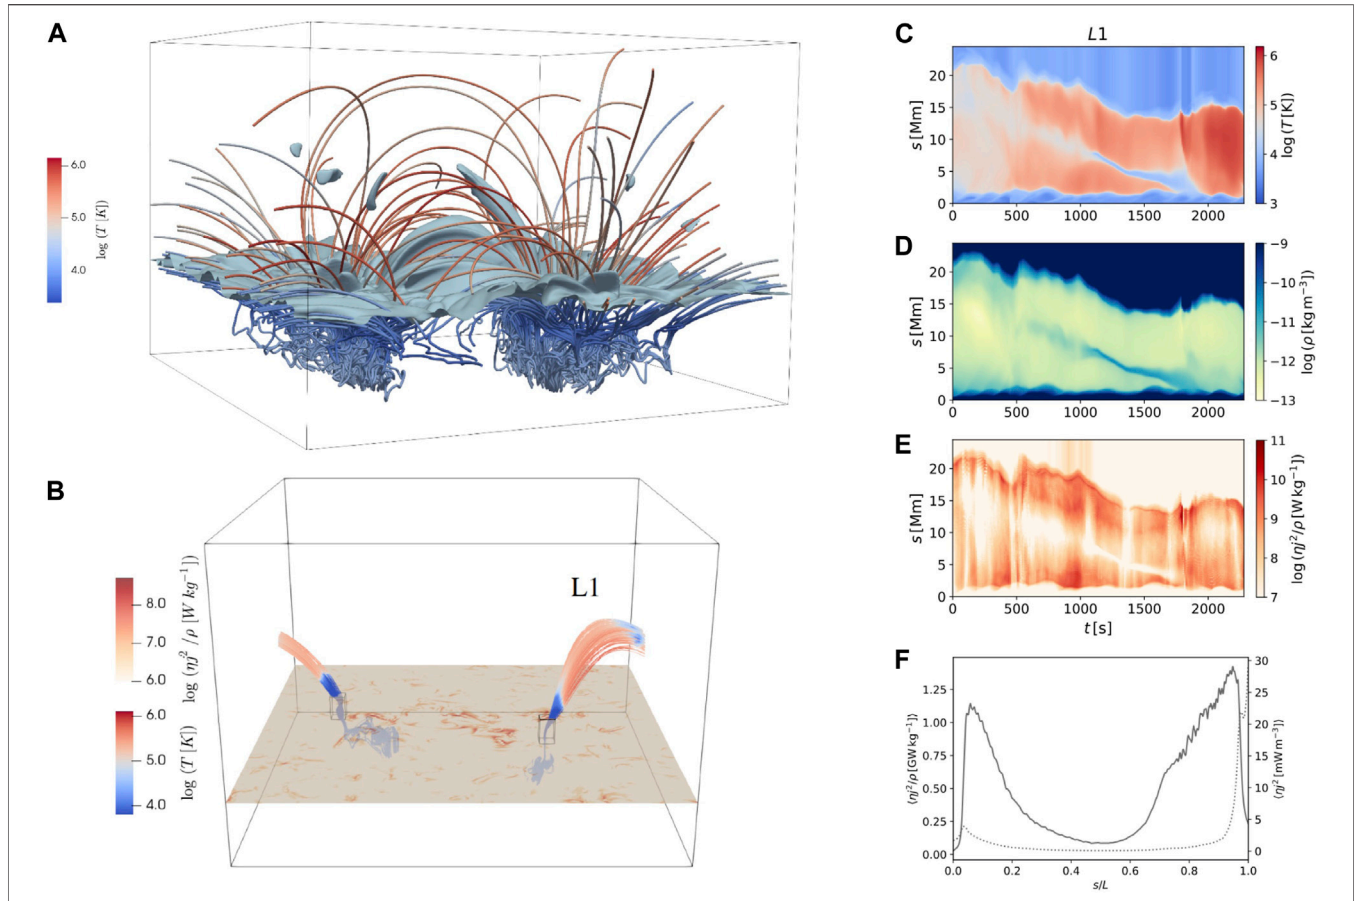 A
6.0
5.0
4.0
log (T [K])
B
L1
8.0
7.0
6.0
log (ηj² /ρ [W kg⁻¹])
6.0
5.0
4.0
log (T [K])
C
L1
20
15
10
5
0
s [Mm]
0 500 1000 1500 2000
6
5
4
3
log (T [K])
D
20
15
10
5
0
s [Mm]
0 500 1000 1500 2000
−9
−10
−11
−12
−13
log (ρ [kg m⁻³])
E
20
15
10
5
0
s [Mm]
0 500 1000 1500 2000
t [s]
11
10
9
8
7
log (ηj²/ρ [W kg⁻¹])
F
1.25
1.00
0.75
0.50
0.25
0.00
⟨ηj²/ρ [GW kg⁻¹]⟩
0.0 0.2 0.4 0.6 0.8 1.0
s/L
30
25
20
15
10
5
0
⟨ηj² [mW m⁻³]⟩